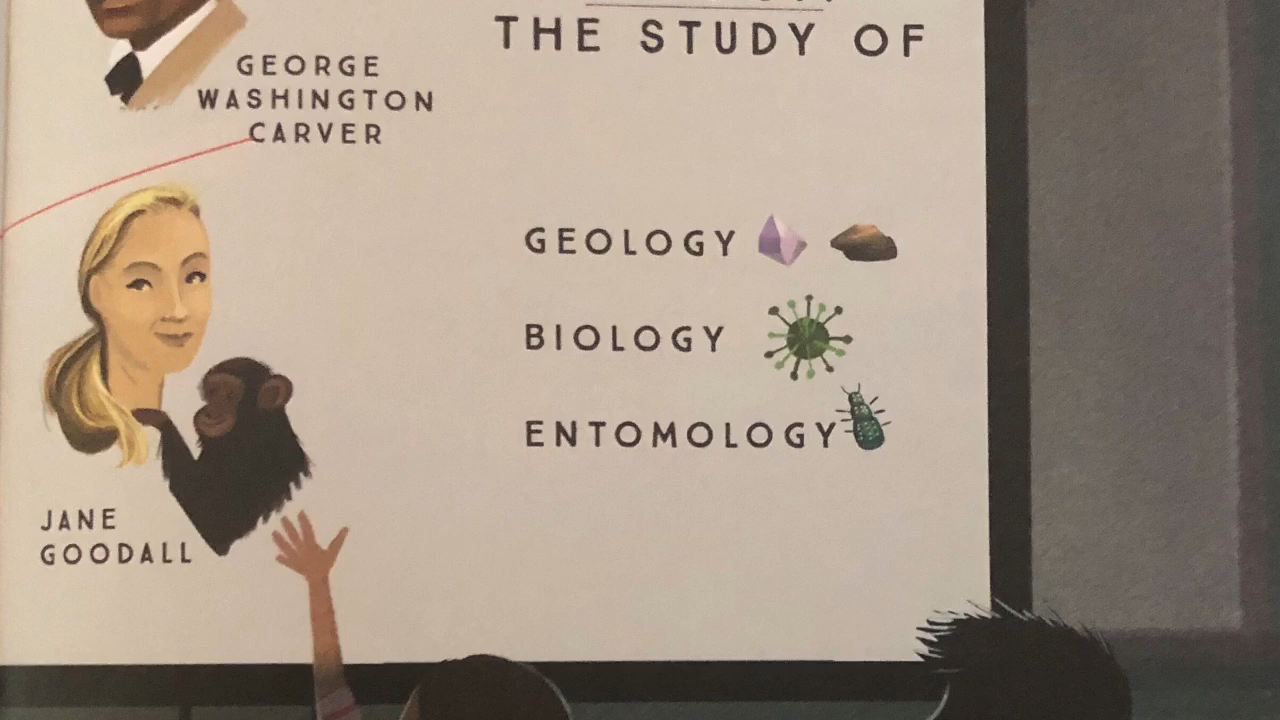 THE STUDY OF
GEORGE
WASHINGTON
CARVER
GEOLOGY
BIOLOGY
ENTOMOLOGY
JANE
GOODALL